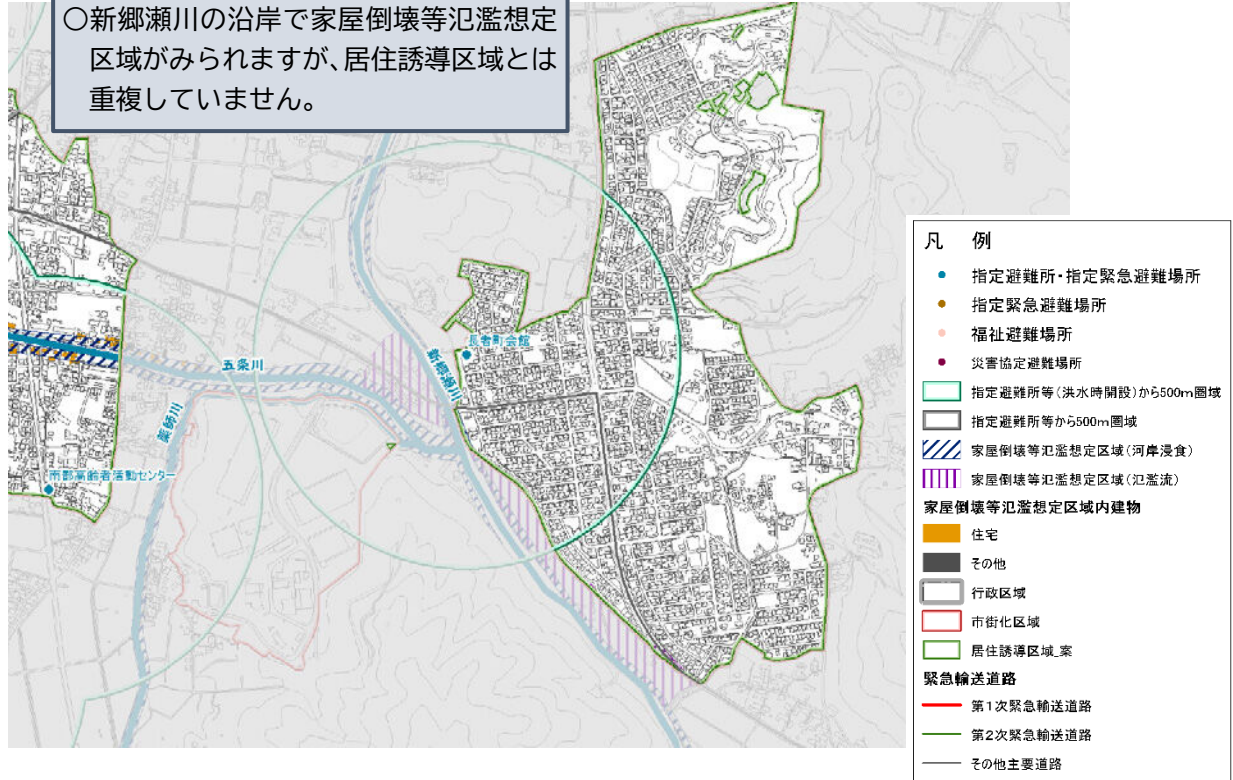 ○新郷瀬川の沿岸で家屋倒壊等氾濫想定
区域がみられますが、居住誘導区域とは
重複していません。
長者町会館
新郷瀬川
五条川
薬師川
南部高齢者活動センター
凡 例
指定避難所・指定緊急避難場所
指定緊急避難場所
福祉避難場所
災害協定避難場所
指定避難所等(洪水時開設)から500m圏域
指定避難所等から500m圏域
家屋倒壊等氾濫想定区域(河岸浸食)
家屋倒壊等氾濫想定区域(氾濫流)
家屋倒壊等氾濫想定区域内建物
住宅
その他
行政区域
市街化区域
居住誘導区域_案
緊急輸送道路
第1次緊急輸送道路
第2次緊急輸送道路
その他主要道路